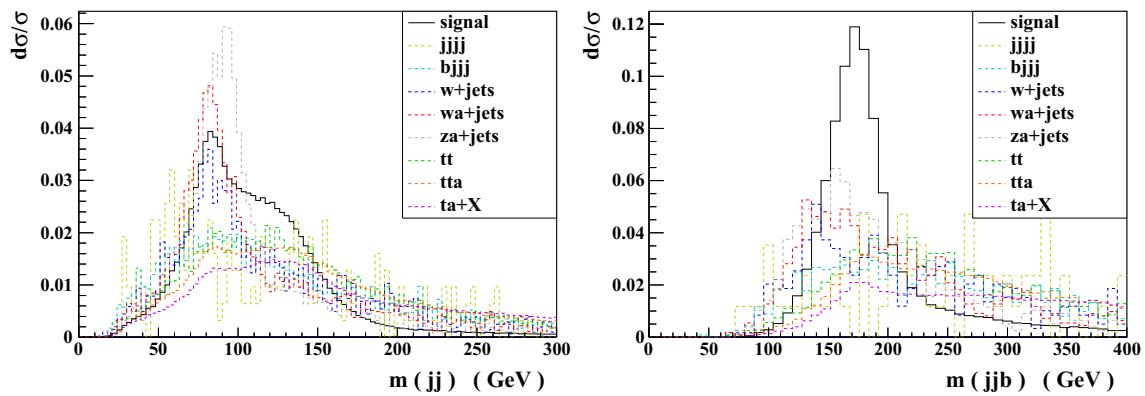 dσ/σ
0.06
0.05
0.04
0.03
0.02
0.01
0
signal
jjjj
bjjj
w+jets
wa+jets
za+jets
tt
tta
ta+X
0 50 100 150 200 250 300
m ( jj ) ( GeV )
dσ/σ
0.12
0.1
0.08
0.06
0.04
0.02
0
signal
jjjj
bjjj
w+jets
wa+jets
za+jets
tt
tta
ta+X
0 50 100 150 200 250 300 350 400
m ( jjb ) ( GeV )